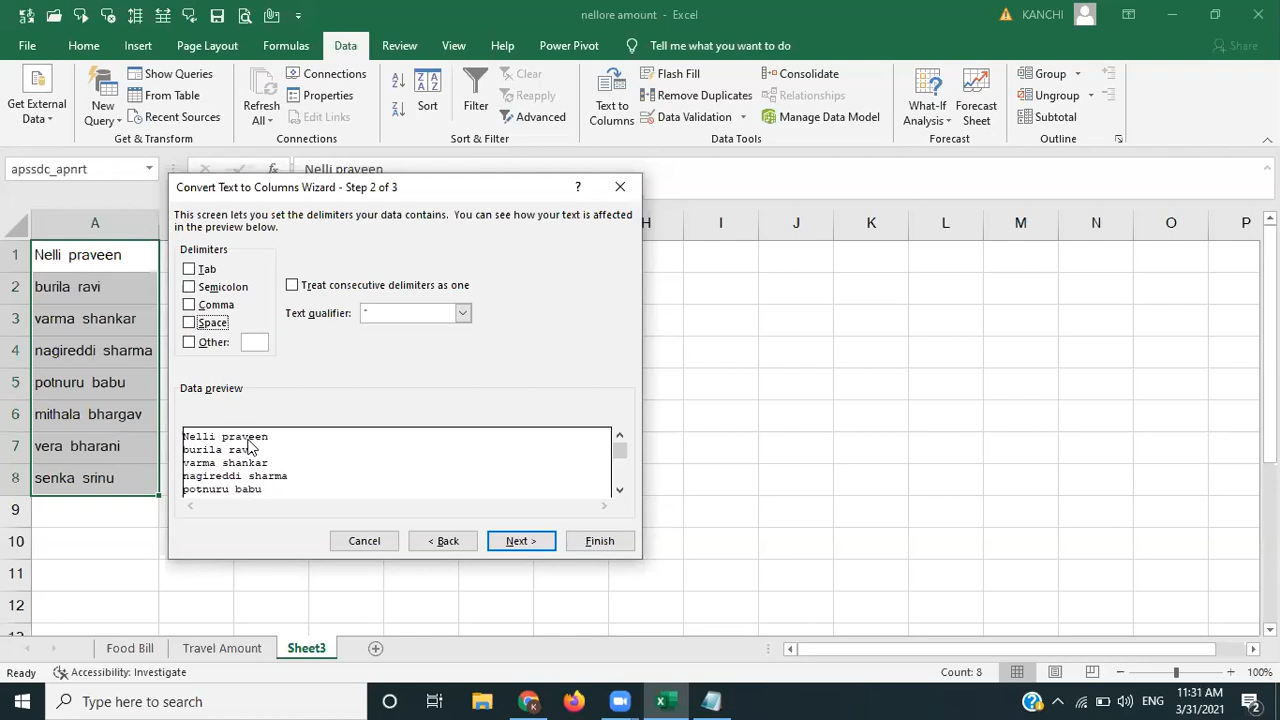 nellore amount - Excel
KANCHI
File Home Insert Page Layout Formulas Data Review View Help Power Pivot Tell me what you want to do Share
Get External Data
New Query
Show Queries
From Table
Recent Sources
Get & Transform
Refresh All
Connections
Properties
Edit Links
Connections
Sort
Filter
Clear
Reapply
Advanced
Sort & Filter
Text to Columns
Flash Fill
Remove Duplicates
Data Validation
Consolidate
Relationships
Manage Data Model
Data Tools
What-If Analysis
Forecast Sheet
Forecast
Group
Ungroup
Subtotal
Outline
apssdc_apnrt
fx
Nelli praveen
A H I J K L M N O P
1 Nelli praveen
2 burila ravi
3 varma shankar
4 nagireddi sharma
5 potnuru babu
6 mithala bhargav
7 vera bharani
8 senka srinu
9
10
11
12
Convert Text to Columns Wizard - Step 2 of 3
?
This screen lets you set the delimiters your data contains. You can see how your text is affected
in the preview below.
Delimiters
Tab
Semicolon
Comma
Space
Other:
Treat consecutive delimiters as one
Text qualifier: "
Data preview
Nelli praveen
burila ravi
varma shankar
nagireddi sharma
potnuru babu
Cancel < Back Next > Finish
Food Bill Travel Amount Sheet3
Ready Accessibility: Investigate Count: 8 100%
Type here to search
ENG
11:31 AM
3/31/2021
2